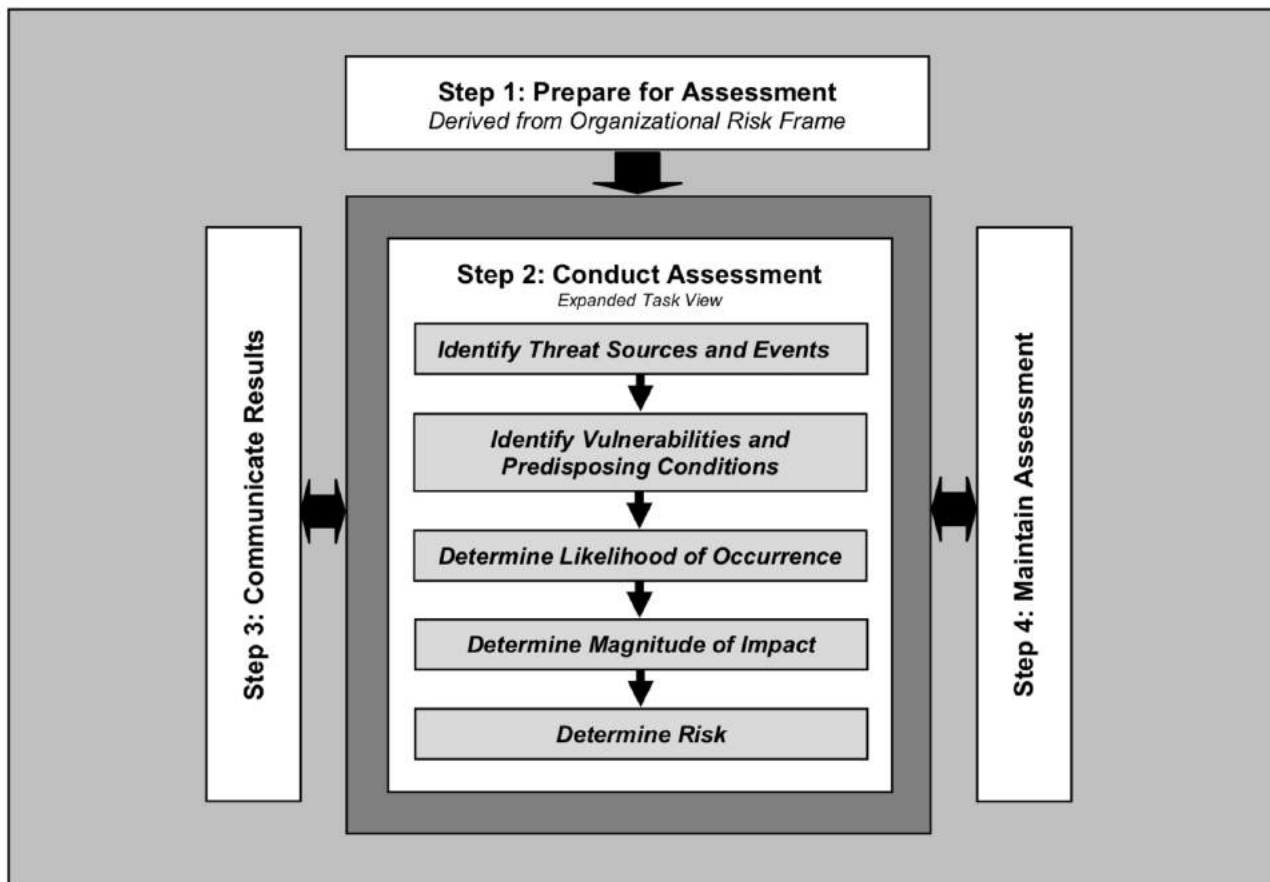 Step 1: Prepare for Assessment
Derived from Organizational Risk Frame
Step 2: Conduct Assessment
Expanded Task View
Identify Threat Sources and Events
Identify Vulnerabilities and
Predisposing Conditions
Determine Likelihood of Occurrence
Determine Magnitude of Impact
Determine Risk
Step 3: Communicate Results
Step 4: Maintain Assessment